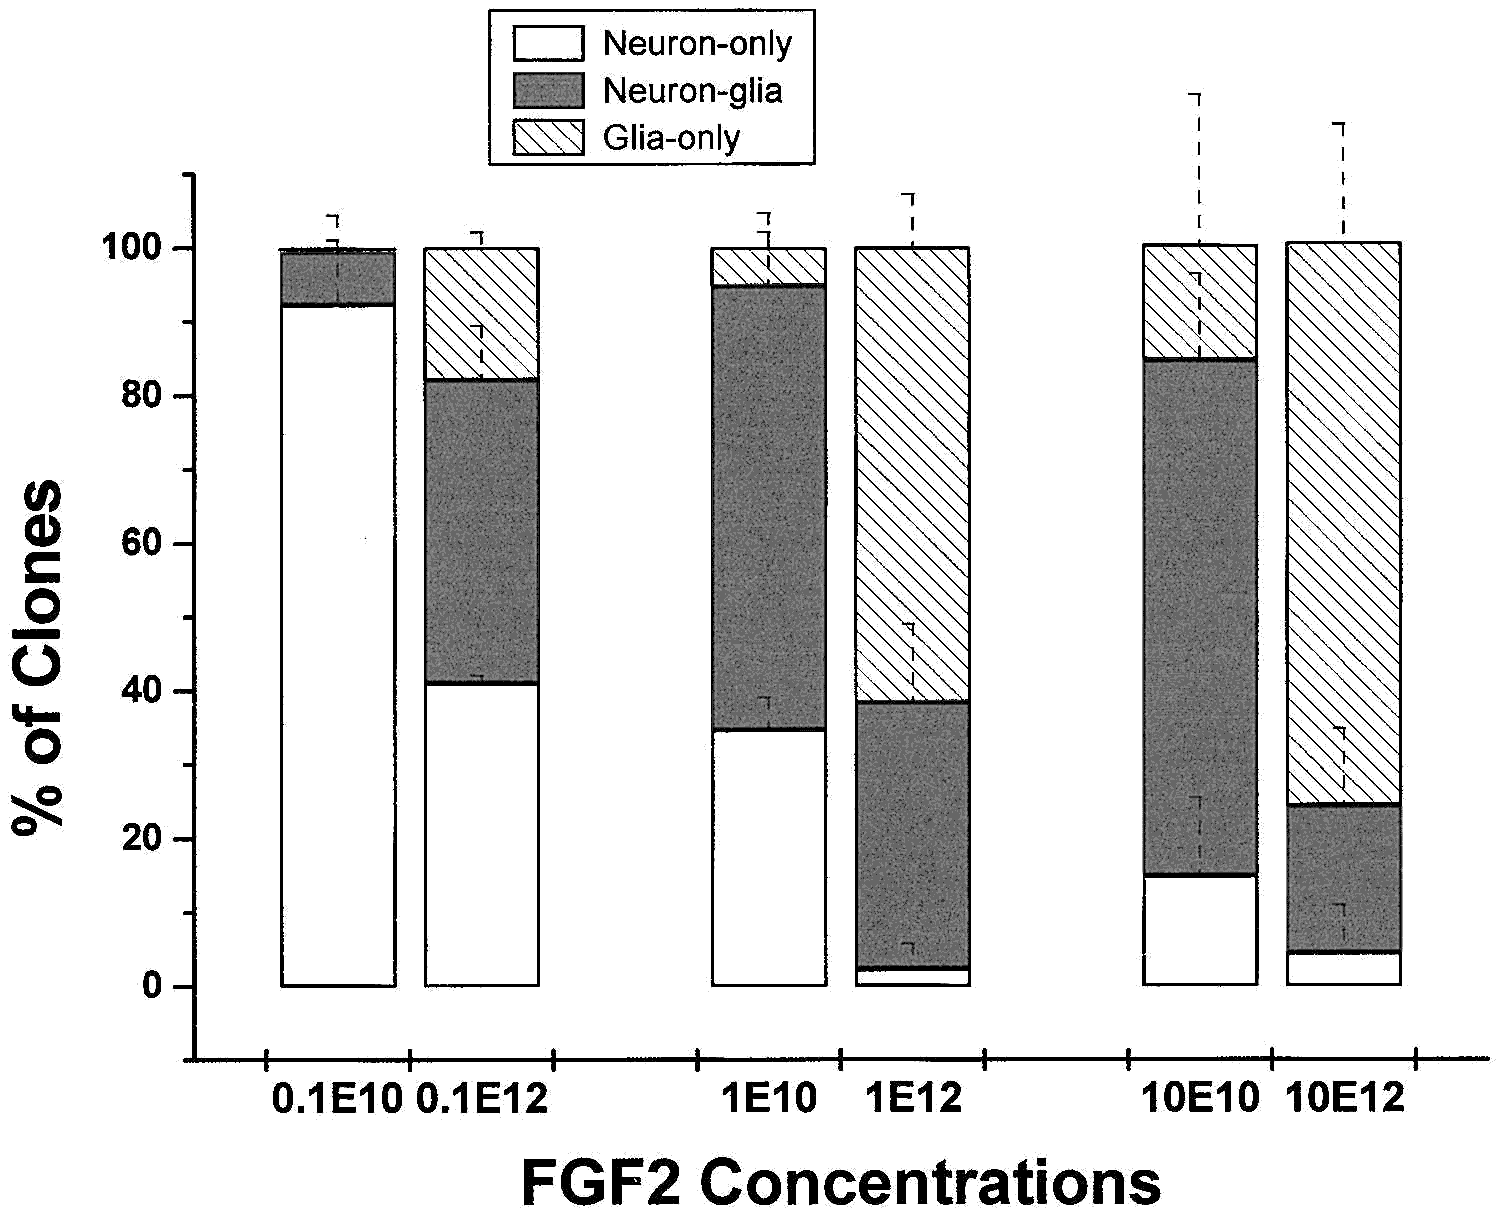 Neuron-only
Neuron-glia
Glia-only
100
80
60
40
20
0
% of Clones
0.1E10 0.1E12 1E10 1E12 10E10 10E12
FGF2 Concentrations